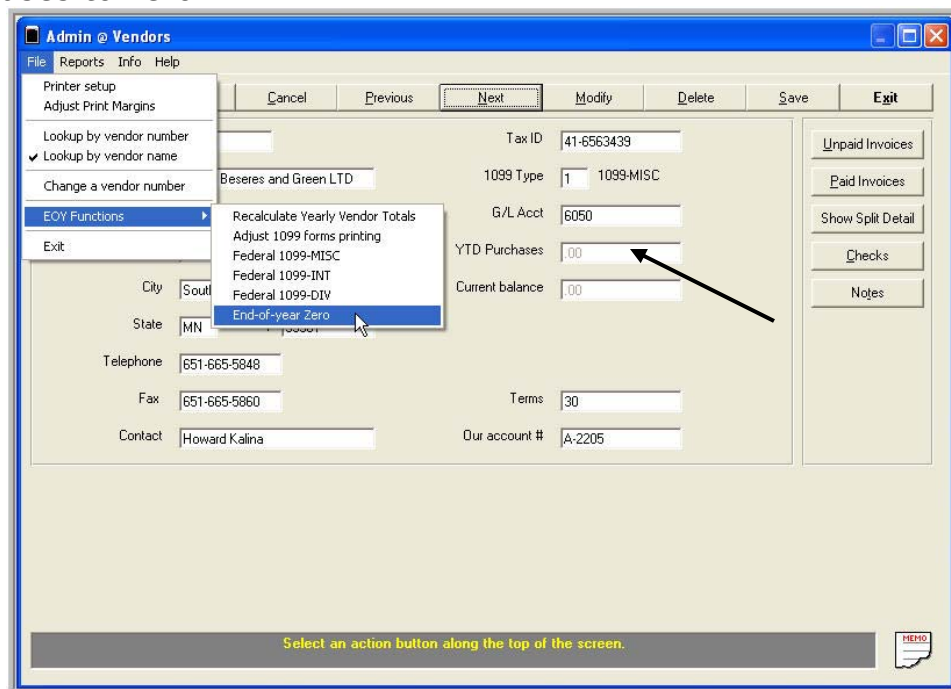 Admin @ Vendors
File Reports Info Help
Cancel Previous Next Modify Delete Save Exit
Printer setup
Adjust Print Margins
Lookup by vendor number
✔ Lookup by vendor name
Change a vendor number
EOY Functions
Exit
Recalculate Yearly Vendor Totals
Adjust 1099 forms printing
Federal 1099-MISC
Federal 1099-INT
Federal 1099-DIV
End-of-year Zero
Beseres and Green LTD
City
State MN
Telephone 651-665-5848
Fax 651-665-5860
Contact Howard Kalina
Tax ID 41-6563439
1099 Type 1 1099-MISC
G/L Acct 6050
YTD Purchases .00
Current balance .00
Terms 30
Our account # A-2205
Unpaid Invoices
Paid Invoices
Show Split Detail
Checks
Notes
Select an action button along the top of the screen.
MEMO